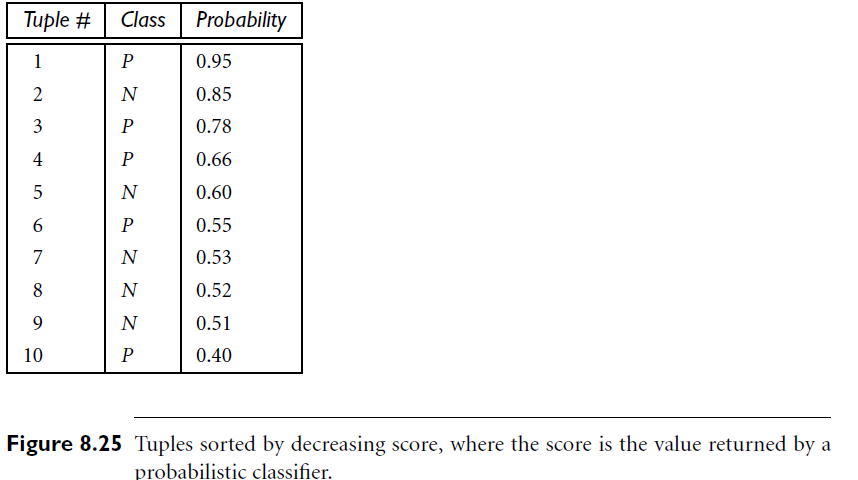 Tuple # Class Probability
1 P 0.95
2 N 0.85
3 P 0.78
4 P 0.66
5 N 0.60
6 P 0.55
7 N 0.53
8 N 0.52
9 N 0.51
10 P 0.40
Figure 8.25 Tuples sorted by decreasing score, where the score is the value returned by a
probabilistic classifier.